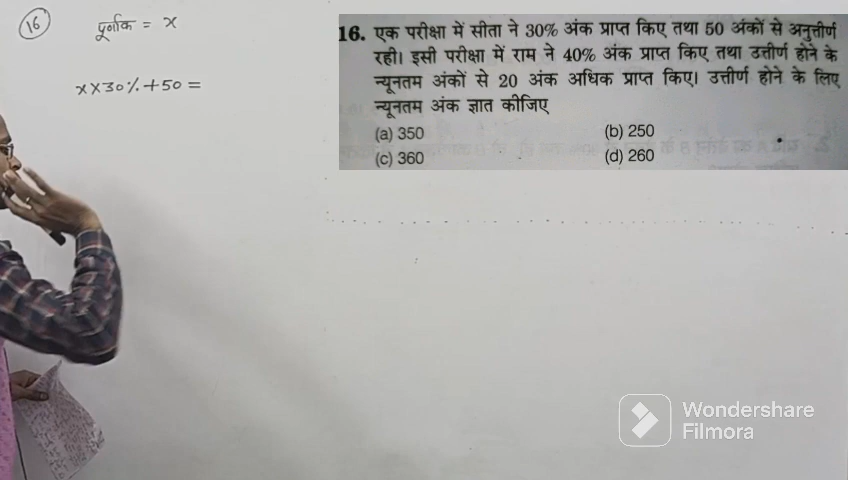 16
पूर्णांक = x
x×30%+50=
16. एक परीक्षा में सीता ने 30% अंक प्राप्त किए तथा 50 अंकों से अनुत्तीर्ण
रही। इसी परीक्षा में राम ने 40% अंक प्राप्त किए तथा उत्तीर्ण होने के
न्यूनतम अंकों से 20 अंक अधिक प्राप्त किए। उत्तीर्ण होने के लिए
न्यूनतम अंक ज्ञात कीजिए
(a) 350
(b) 250
(c) 360
(d) 260
Wondershare
Filmora